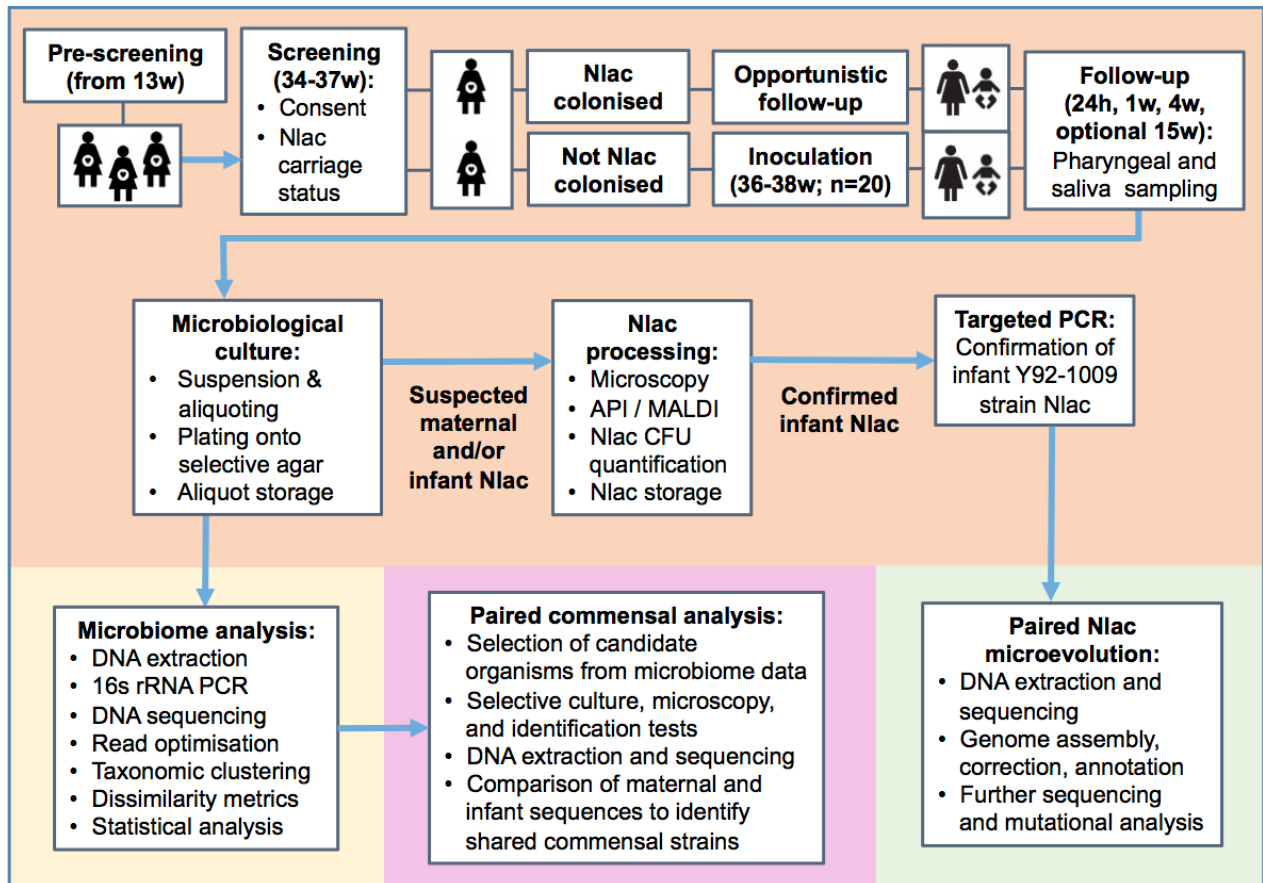 Pre-screening
(from 13w)
Screening
(34-37w):
• Consent
• Nlac
carriage
status
Nlac
colonised
Opportunistic
follow-up
Not Nlac
colonised
Inoculation
(36-38w; n=20)
Follow-up
(24h, 1w, 4w,
optional 15w):
Pharyngeal and
saliva sampling
Microbiological
culture:
• Suspension &
aliquoting
• Plating onto
selective agar
• Aliquot storage
Suspected
maternal
and/or
infant Nlac
Nlac
processing:
• Microscopy
• API / MALDI
• Nlac CFU
quantification
• Nlac storage
Confirmed
infant Nlac
Targeted PCR:
Confirmation of
infant Y92-1009
strain Nlac
Microbiome analysis:
• DNA extraction
• 16s rRNA PCR
• DNA sequencing
• Read optimisation
• Taxonomic clustering
• Dissimilarity metrics
• Statistical analysis
Paired commensal analysis:
• Selection of candidate
organisms from microbiome data
• Selective culture, microscopy,
and identification tests
• DNA extraction and sequencing
• Comparison of maternal and
infant sequences to identify
shared commensal strains
Paired Nlac
microevolution:
• DNA extraction and
sequencing
• Genome assembly,
correction, annotation
• Further sequencing
and mutational analysis